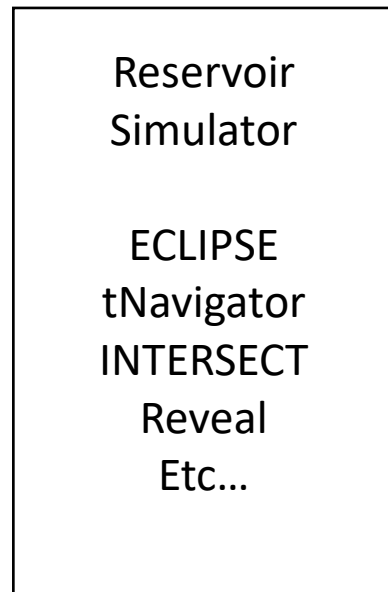 Reservoir
Simulator
ECLIPSE
tNavigator
INTERSECT
Reveal
Etc...